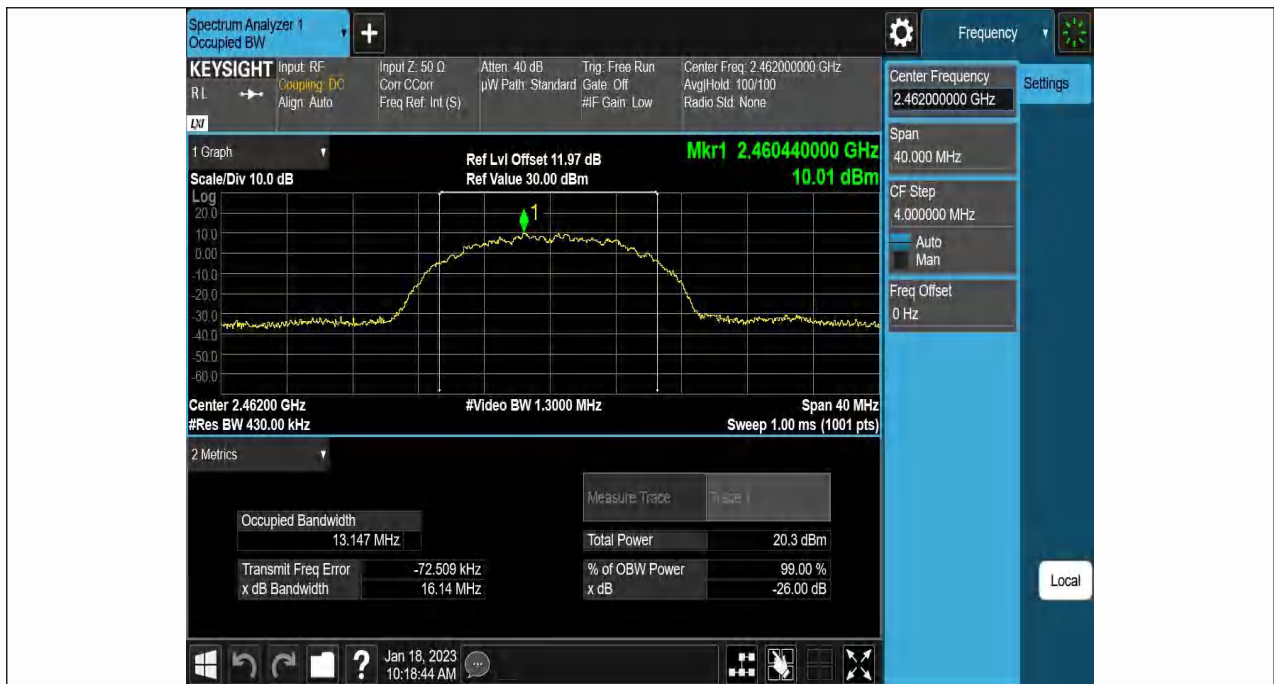 Spectrum Analyzer 1
Occupied BW
+
Frequency
KEYSIGHT
RL
LXI
Input: RF
Coupling: DC
Align: Auto
Input Z: 50 Ω
Corr CCorr
Freq Ref: Int (S)
Atten: 40 dB
µW Path: Standard
Trig: Free Run
Gate: Off
#IF Gain: Low
Center Freq: 2.462000000 GHz
Avg|Hold: 100/100
Radio Std: None
Center Frequency
2.462000000 GHz
Settings
Span
40.000 MHz
CF Step
4.000000 MHz
Auto
Man
Freq Offset
0 Hz
Local
1 Graph
Scale/Div 10.0 dB
Ref Lvl Offset 11.97 dB
Ref Value 30.00 dBm
Mkr1 2.460440000 GHz
10.01 dBm
Log
20.0
10.0
0.00
-10.0
-20.0
-30.0
-40.0
-50.0
-60.0
1
Center 2.46200 GHz
#Video BW 1.3000 MHz
Span 40 MHz
#Res BW 430.00 kHz
Sweep 1.00 ms (1001 pts)
2 Metrics
Measure Trace
Trace 1
Occupied Bandwidth
13.147 MHz
Total Power
20.3 dBm
Transmit Freq Error
-72.509 kHz
% of OBW Power
99.00 %
x dB Bandwidth
16.14 MHz
x dB
-26.00 dB
?
Jan 18, 2023
10:18:44 AM